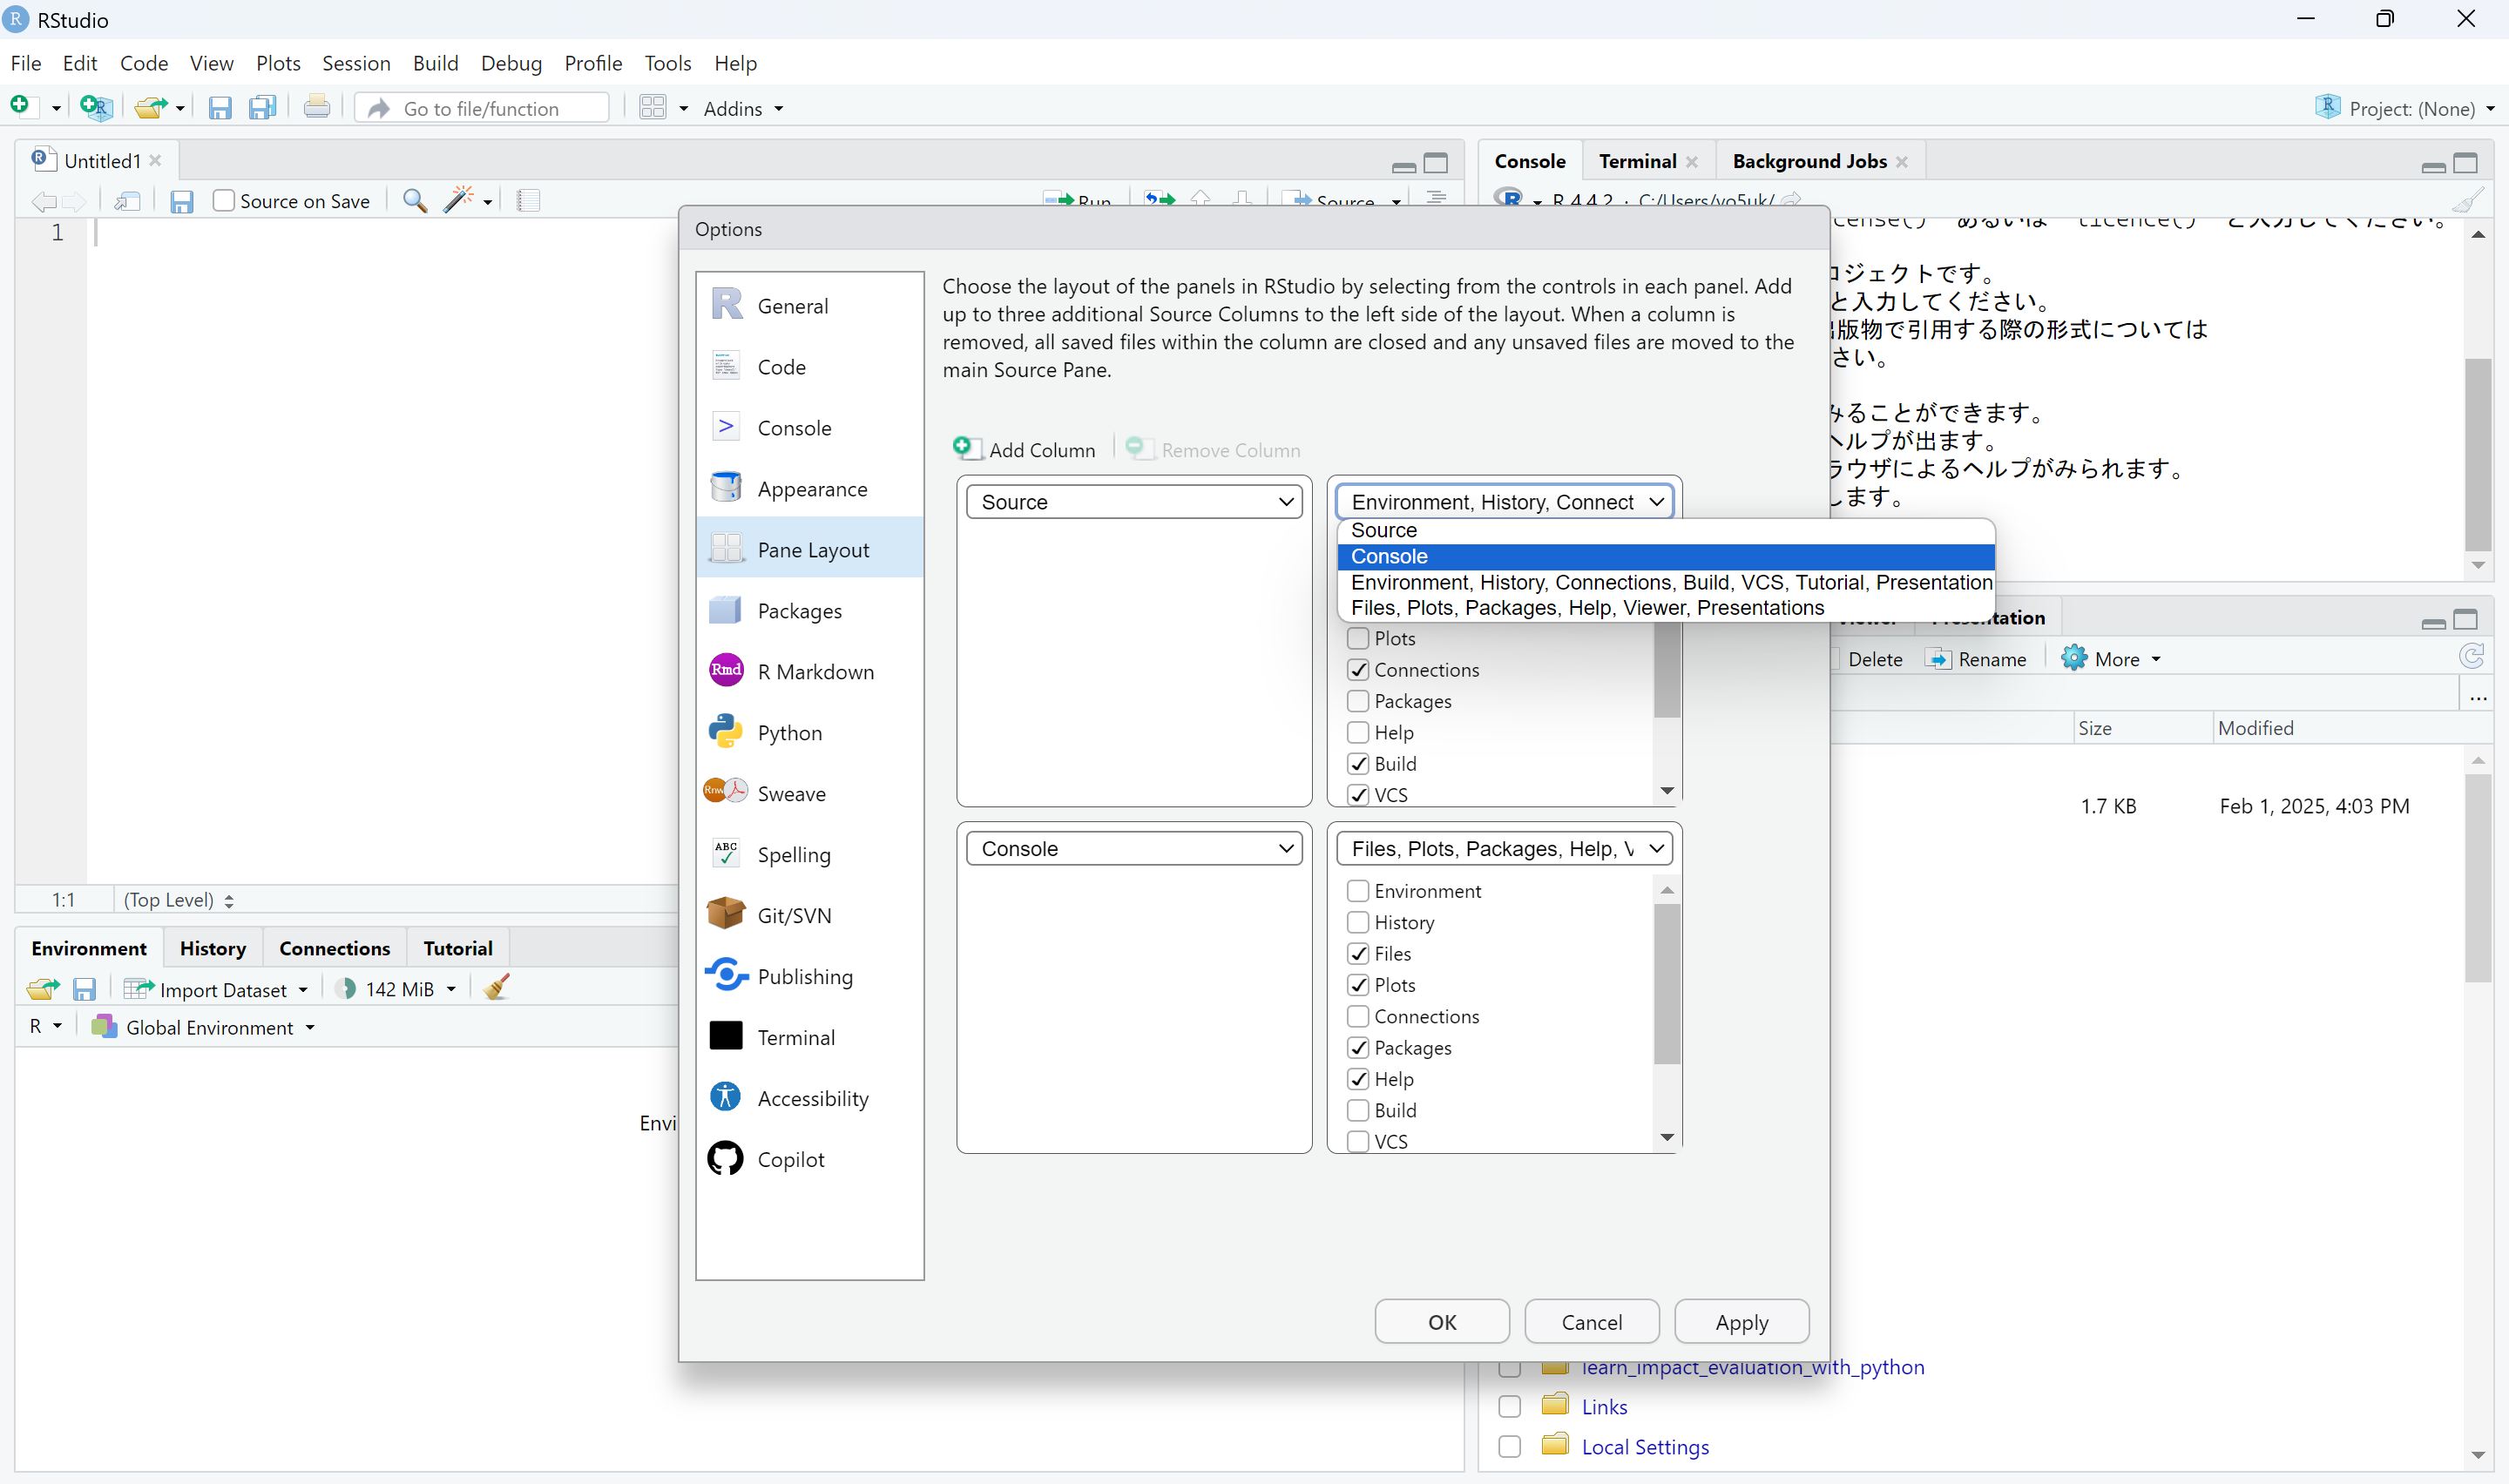 RStudio
File Edit Code View Plots Session Build Debug Profile Tools Help
Go to file/function Addins Project: (None)
Untitled1
Source on Save Run Source
1
1:1 (Top Level)
Environment History Connections Tutorial
Import Dataset 142 MiB
R Global Environment
Envi
Console Terminal Background Jobs
R 4.4.2 · C:/Users/yo5uk/
cense()' あるいは 'licence()' と入力してください。
ロジェクトです。
と入力してください。
出版物で引用する際の形式については
さい。
みることができます。
ヘルプが出ます。
ラウザによるヘルプがみられます。
します。
Viewer Presentation
Delete Rename More
...
Size Modified
1.7 KB Feb 1, 2025, 4:03 PM
Options
General
Code
Console
Appearance
Pane Layout
Packages
Rmd R Markdown
Python
Rnw Sweave
ABC Spelling
Git/SVN
Publishing
Terminal
Accessibility
Copilot
Choose the layout of the panels in RStudio by selecting from the controls in each panel. Add
up to three additional Source Columns to the left side of the layout. When a column is
removed, all saved files within the column are closed and any unsaved files are moved to the
main Source Pane.
Add Column Remove Column
Source
Environment, History, Connect
Source
Console
Environment, History, Connections, Build, VCS, Tutorial, Presentation
Files, Plots, Packages, Help, Viewer, Presentations
Plots
Connections
Packages
Help
Build
VCS
Console
Files, Plots, Packages, Help, V
Environment
History
Files
Plots
Connections
Packages
Help
Build
VCS
OK Cancel Apply
learn_impact_evaluation_with_python
Links
Local Settings